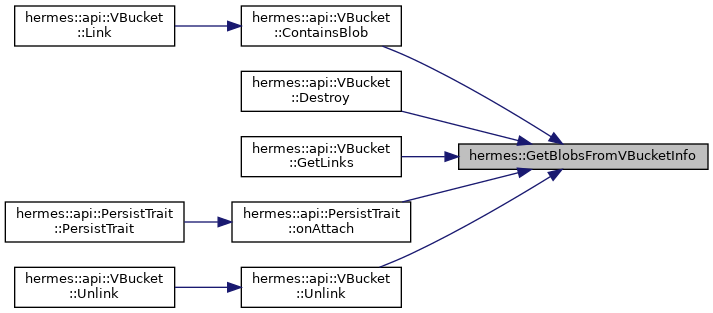 hermes::api::VBucket
::Link
hermes::api::VBucket
::ContainsBlob
hermes::api::VBucket
::Destroy
hermes::api::VBucket
::GetLinks
hermes::GetBlobsFromVBucketInfo
hermes::api::PersistTrait
::PersistTrait
hermes::api::PersistTrait
::onAttach
hermes::api::VBucket
::Unlink
hermes::api::VBucket
::Unlink